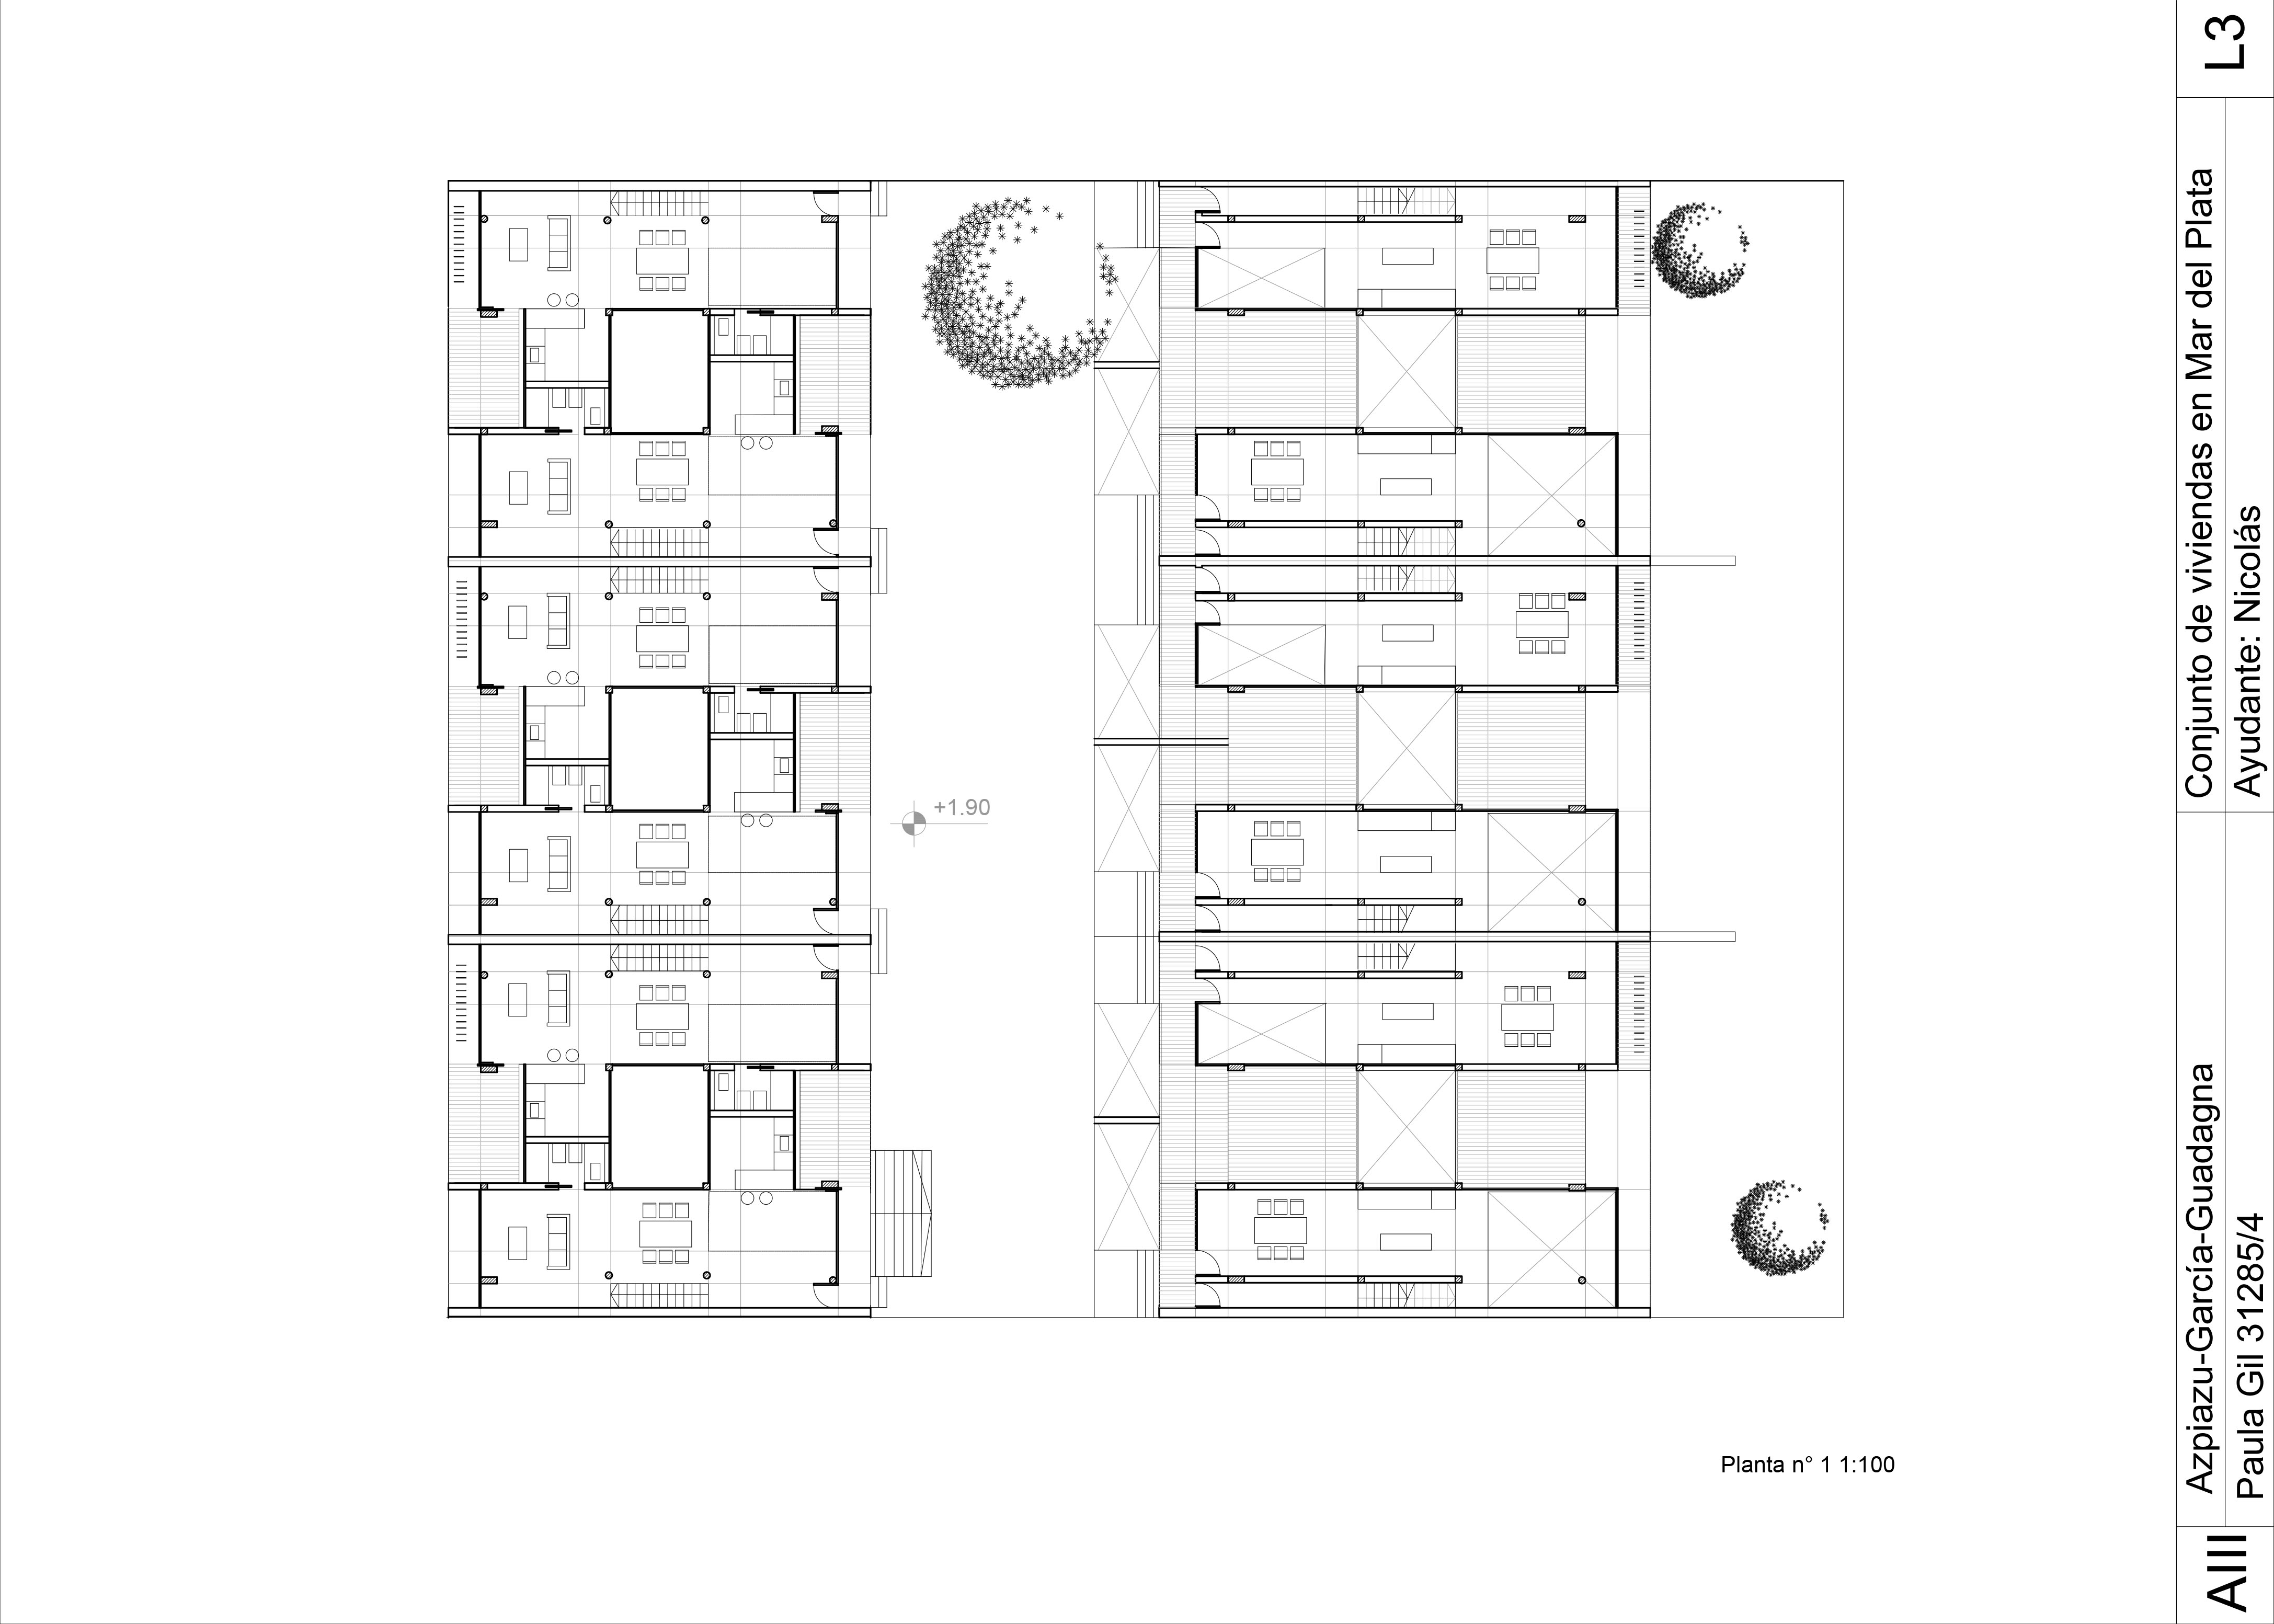 +1.90
Planta n° 1 1:100
L3
Conjunto de viviendas en Mar del Plata
Ayudante: Nicolás
Azpiazu-García-Guadagna
Paula Gil 31285/4
AIII